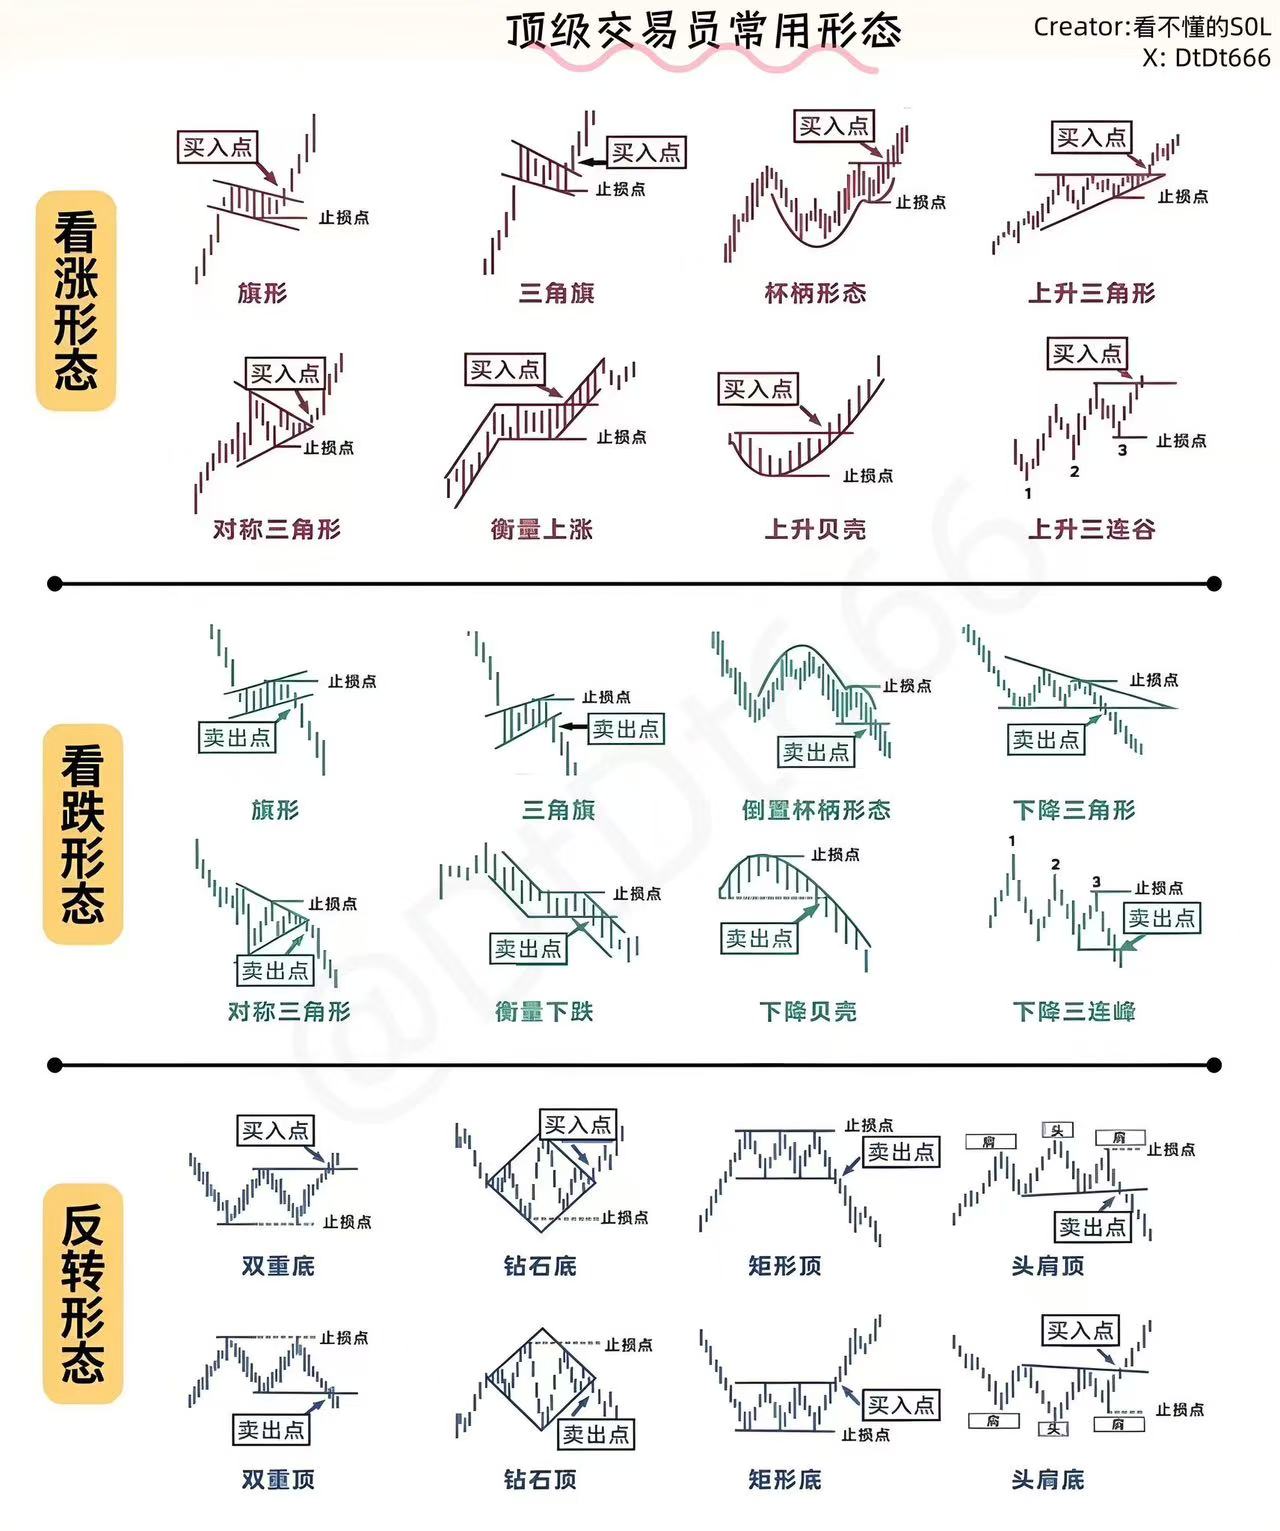 顶级交易员常用形态
Creator:看不懂的S0L
X: DtDt666
看涨形态
买入点
止损点
旗形
买入点
止损点
三角旗
买入点
止损点
杯柄形态
买入点
止损点
上升三角形
买入点
止损点
对称三角形
买入点
止损点
衡量上涨
买入点
止损点
上升贝壳
买入点
止损点
1
2
3
上升三连谷
看跌形态
止损点
卖出点
旗形
止损点
卖出点
三角旗
止损点
卖出点
倒置杯柄形态
止损点
卖出点
下降三角形
止损点
卖出点
对称三角形
止损点
卖出点
衡量下跌
止损点
卖出点
下降贝壳
1
2
3
止损点
卖出点
下降三连峰
反转形态
买入点
止损点
双重底
买入点
止损点
钻石底
止损点
卖出点
矩形顶
肩
头
肩
止损点
卖出点
头肩顶
止损点
卖出点
双重顶
止损点
卖出点
钻石顶
买入点
止损点
矩形底
买入点
肩
头
肩
止损点
头肩底
@DtDt666